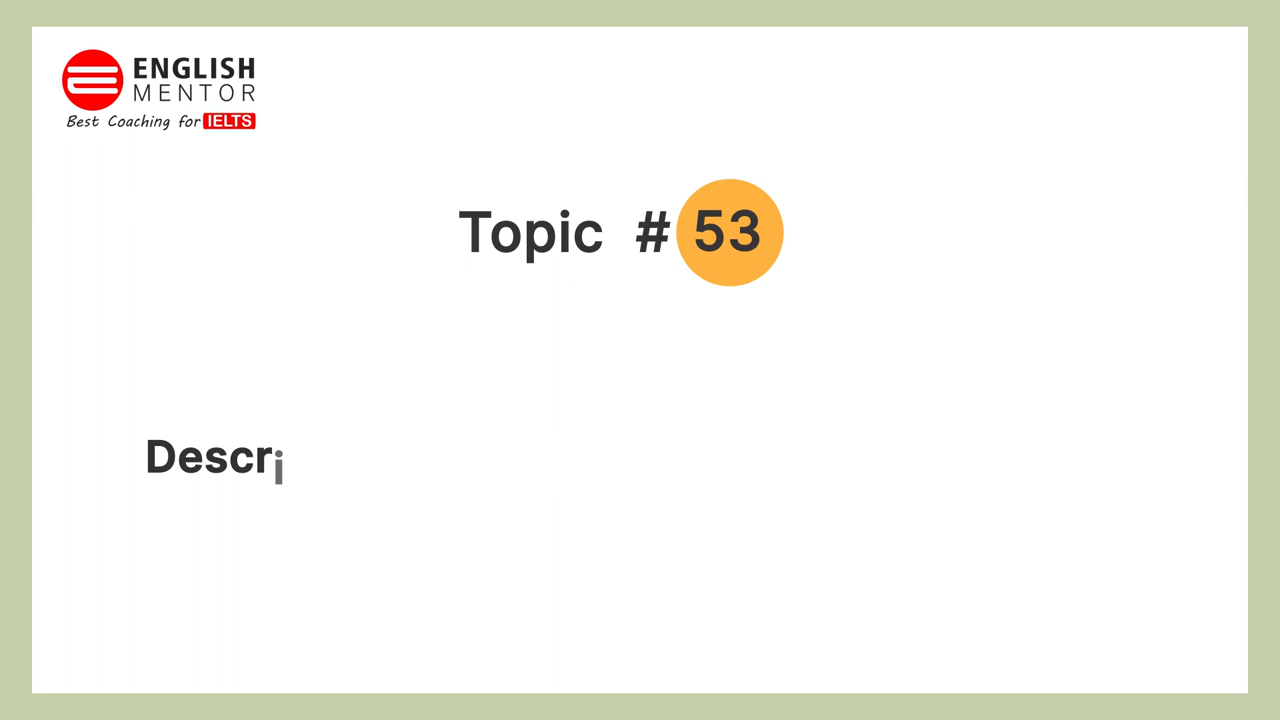 ENGLISH
MENTOR
Best Coaching for IELTS
Topic # 53
Descri